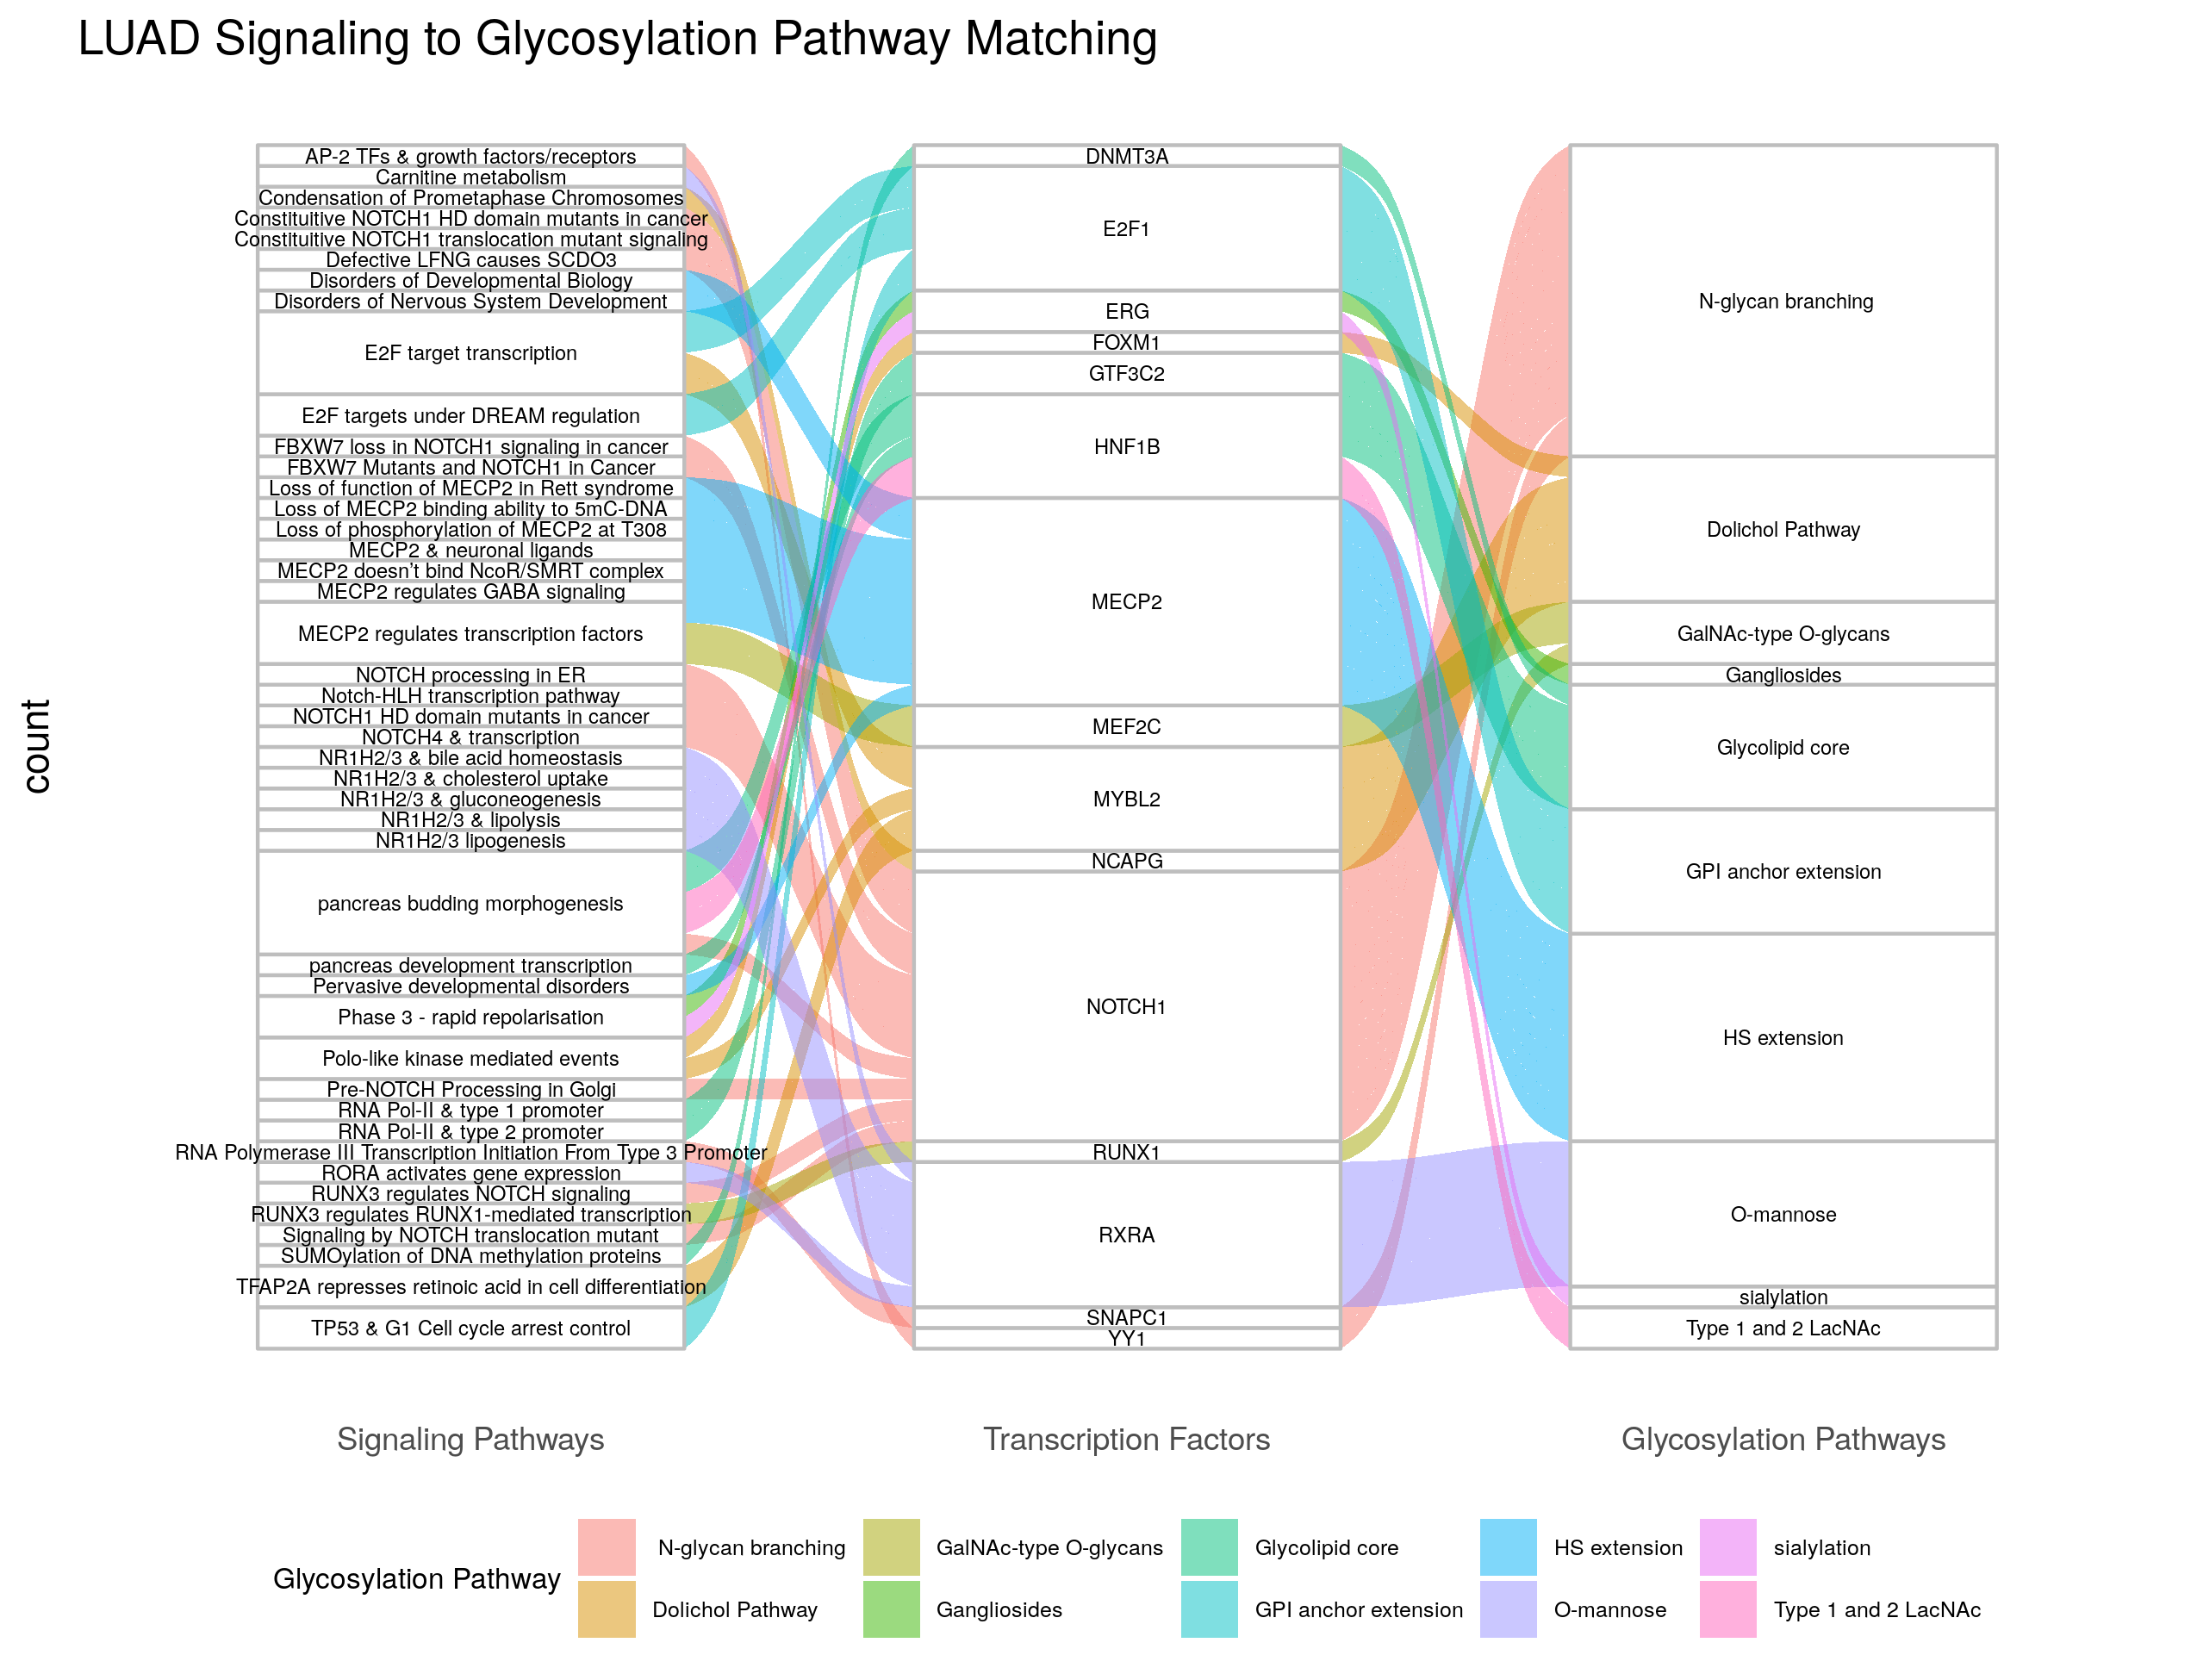 LUAD Signaling to Glycosylation Pathway Matching
count
AP-2 TFs & growth factors/receptors
Carnitine metabolism
Condensation of Prometaphase Chromosomes
Constituitive NOTCH1 HD domain mutants in cancer
Constituitive NOTCH1 translocation mutant signaling
Defective LFNG causes SCDO3
Disorders of Developmental Biology
Disorders of Nervous System Development
E2F target transcription
E2F targets under DREAM regulation
FBXW7 loss in NOTCH1 signaling in cancer
FBXW7 Mutants and NOTCH1 in Cancer
Loss of function of MECP2 in Rett syndrome
Loss of MECP2 binding ability to 5mC-DNA
Loss of phosphorylation of MECP2 at T308
MECP2 & neuronal ligands
MECP2 doesn't bind NcoR/SMRT complex
MECP2 regulates GABA signaling
MECP2 regulates transcription factors
NOTCH processing in ER
Notch-HLH transcription pathway
NOTCH1 HD domain mutants in cancer
NOTCH4 & transcription
NR1H2/3 & bile acid homeostasis
NR1H2/3 & cholesterol uptake
NR1H2/3 & gluconeogenesis
NR1H2/3 & lipolysis
NR1H2/3 lipogenesis
pancreas budding morphogenesis
pancreas development transcription
Pervasive developmental disorders
Phase 3 - rapid repolarisation
Polo-like kinase mediated events
Pre-NOTCH Processing in Golgi
RNA Pol-II & type 1 promoter
RNA Pol-II & type 2 promoter
RNA Polymerase III Transcription Initiation From Type 3 Promoter
RORA activates gene expression
RUNX3 regulates NOTCH signaling
RUNX3 regulates RUNX1-mediated transcription
Signaling by NOTCH translocation mutant
SUMOylation of DNA methylation proteins
TFAP2A represses retinoic acid in cell differentiation
TP53 & G1 Cell cycle arrest control
DNMT3A
E2F1
ERG
FOXM1
GTF3C2
HNF1B
MECP2
MEF2C
MYBL2
NCAPG
NOTCH1
RUNX1
RXRA
SNAPC1
YY1
N-glycan branching
Dolichol Pathway
GalNAc-type O-glycans
Gangliosides
Glycolipid core
GPI anchor extension
HS extension
O-mannose
sialylation
Type 1 and 2 LacNAc
Signaling Pathways
Transcription Factors
Glycosylation Pathways
Glycosylation Pathway
N-glycan branching
Dolichol Pathway
GalNAc-type O-glycans
Gangliosides
Glycolipid core
GPI anchor extension
HS extension
O-mannose
sialylation
Type 1 and 2 LacNAc